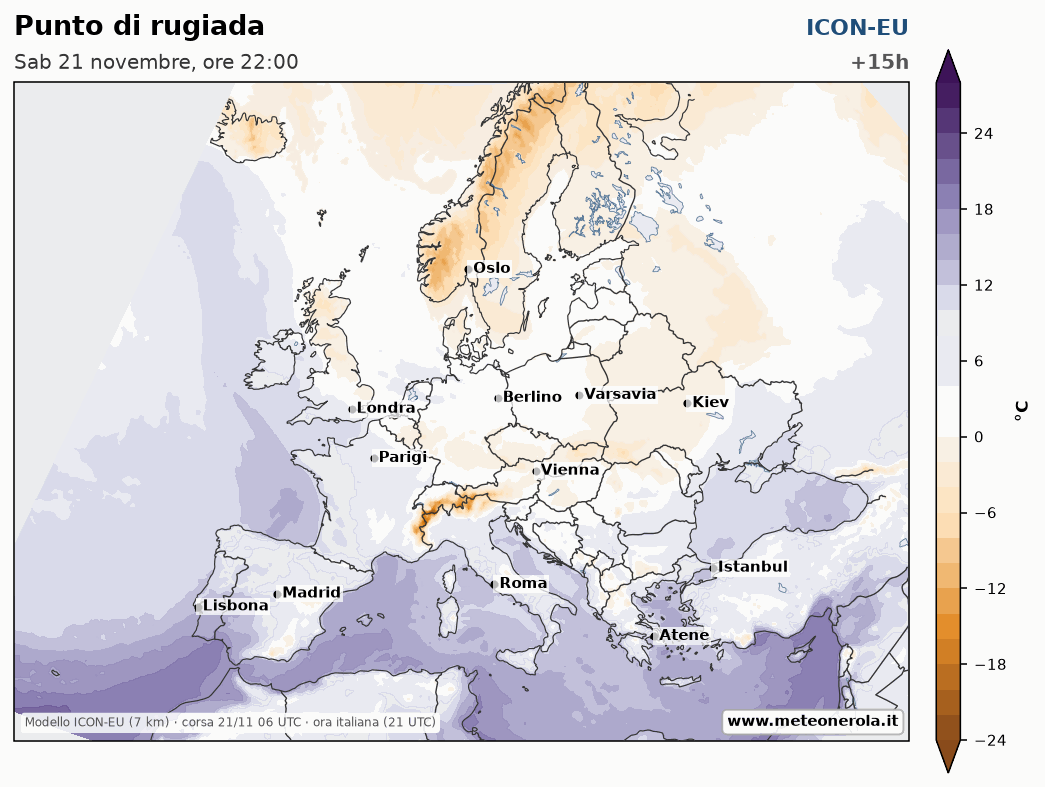 Punto di rugiada
ICON-EU
Sab 21 novembre, ore 22:00
+15h
24
18
12
6
0
−6
−12
−18
−24
°C
Oslo
Berlino
Varsavia
Kiev
Londra
Parigi
Vienna
Istanbul
Roma
Madrid
Lisbona
Atene
Modello ICON-EU (7 km) · corsa 21/11 06 UTC · ora italiana (21 UTC)
www.meteonerola.it